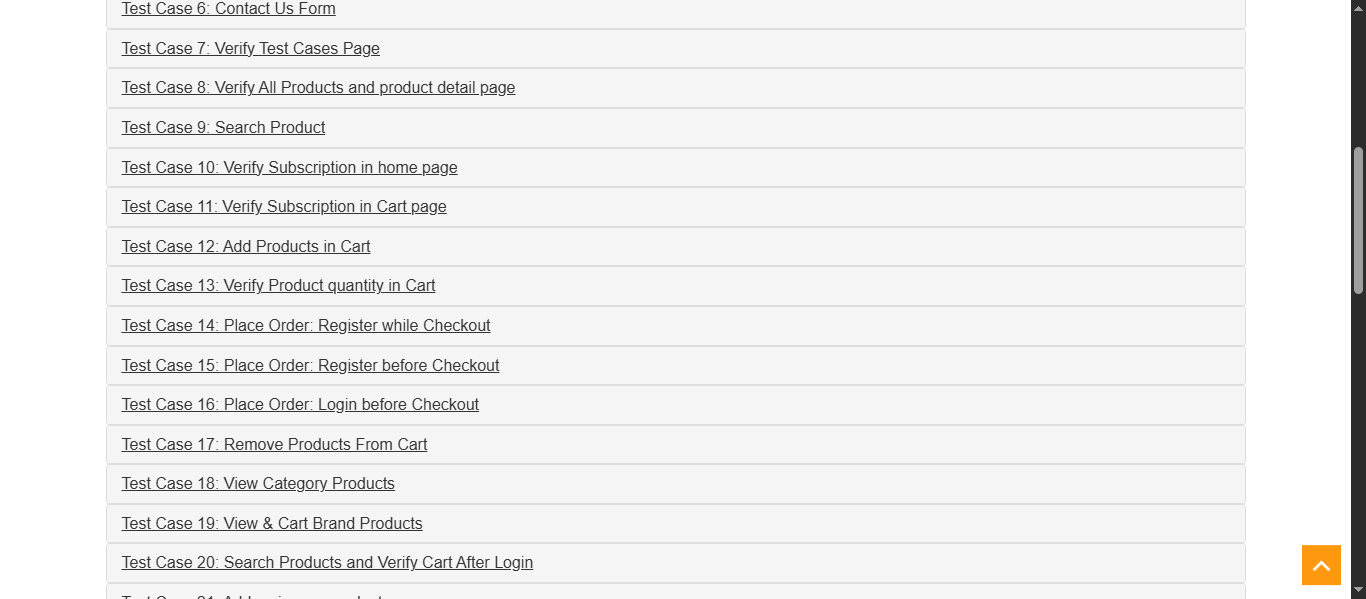 Test Case 6: Contact Us Form
Test Case 7: Verify Test Cases Page
Test Case 8: Verify All Products and product detail page
Test Case 9: Search Product
Test Case 10: Verify Subscription in home page
Test Case 11: Verify Subscription in Cart page
Test Case 12: Add Products in Cart
Test Case 13: Verify Product quantity in Cart
Test Case 14: Place Order: Register while Checkout
Test Case 15: Place Order: Register before Checkout
Test Case 16: Place Order: Login before Checkout
Test Case 17: Remove Products From Cart
Test Case 18: View Category Products
Test Case 19: View & Cart Brand Products
Test Case 20: Search Products and Verify Cart After Login
Test Case 21: Add